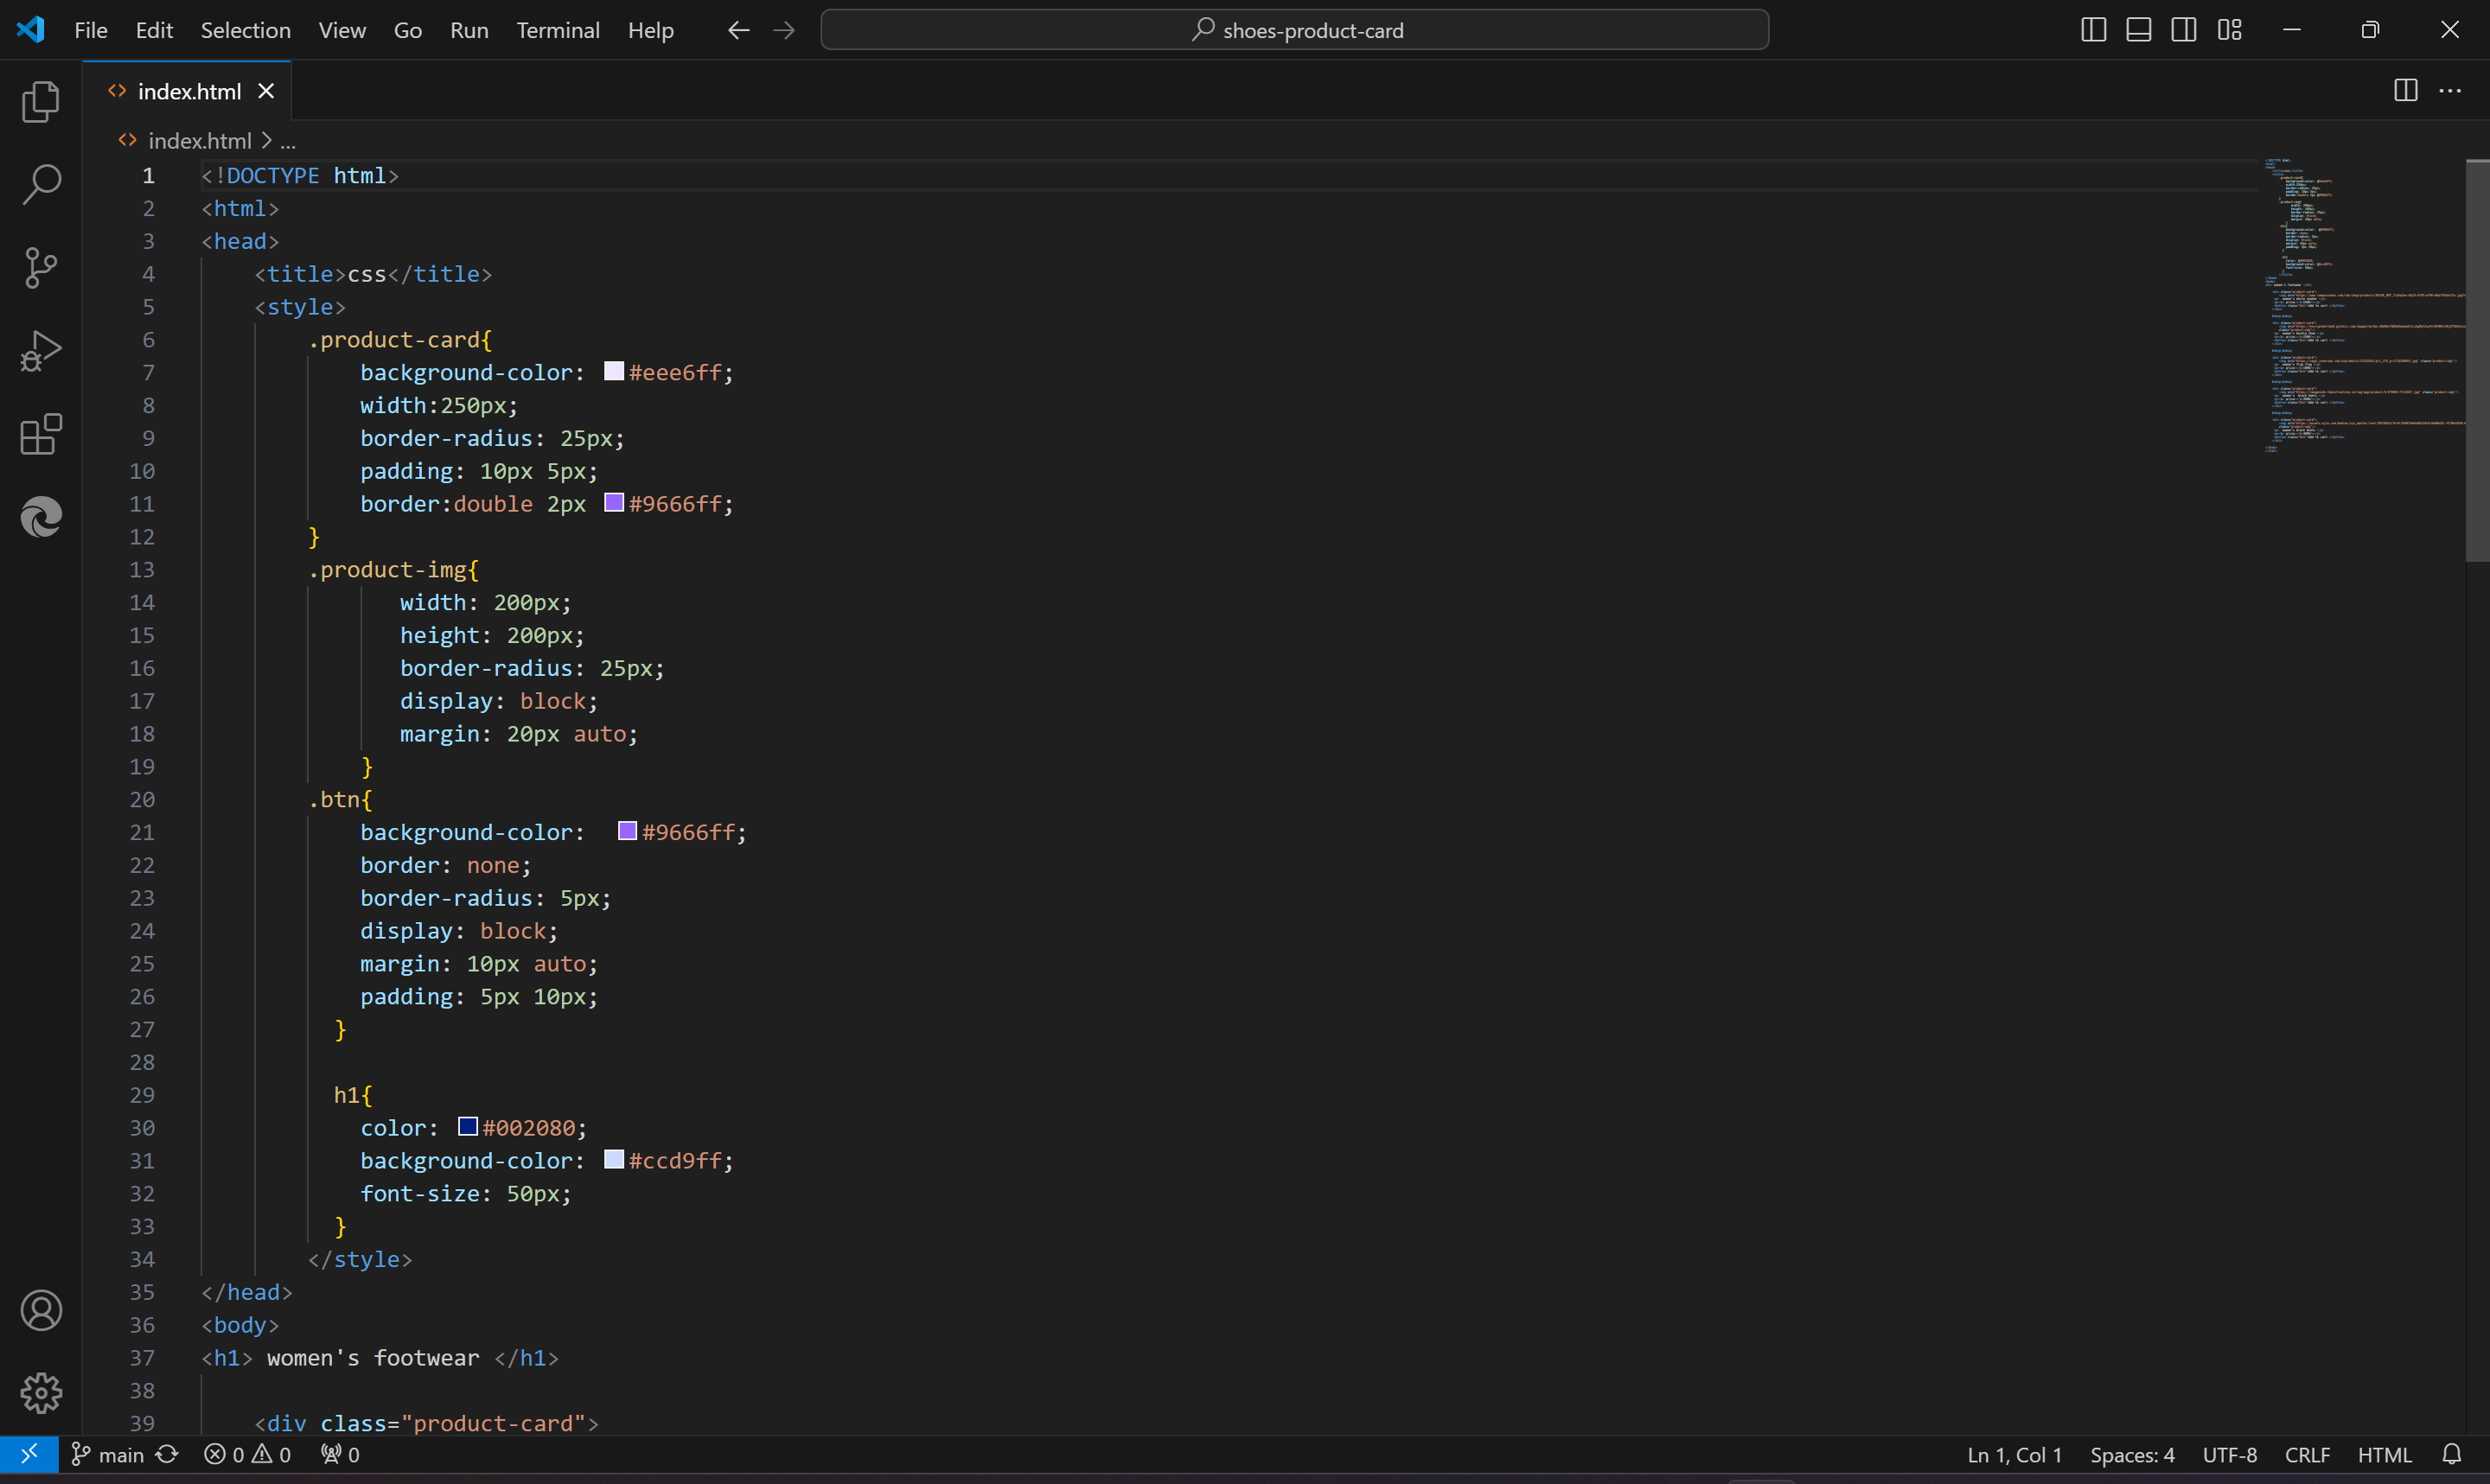 File Edit Selection View Go Run Terminal Help shoes-product-card
index.html
index.html > ...
1 <!DOCTYPE html>
2 <html>
3 <head>
4 <title>css</title>
5 <style>
6 .product-card{
7 background-color: #eee6ff;
8 width:250px;
9 border-radius: 25px;
10 padding: 10px 5px;
11 border:double 2px #9666ff;
12 }
13 .product-img{
14 width: 200px;
15 height: 200px;
16 border-radius: 25px;
17 display: block;
18 margin: 20px auto;
19 }
20 .btn{
21 background-color: #9666ff;
22 border: none;
23 border-radius: 5px;
24 display: block;
25 margin: 10px auto;
26 padding: 5px 10px;
27 }
28
29 h1{
30 color: #002080;
31 background-color: #ccd9ff;
32 font-size: 50px;
33 }
34 </style>
35 </head>
36 <body>
37 <h1> women's footwear </h1>
38
39 <div class="product-card">
main 0 0 0 Ln 1, Col 1 Spaces: 4 UTF-8 CRLF HTML